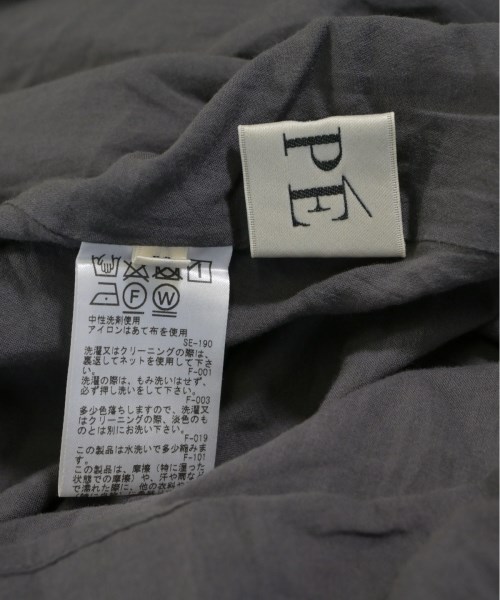 PÉ
F W
中性洗剤使用
アイロンはあて布を使用
SE-190
洗濯又はクリーニングの際は、
裏返してネットを使用して下さ
い。
F-001
洗濯の際は、もみ洗いはせず、
必ず押し洗いをして下さい。
F-003
多少色落ちしますので、洗濯又
はクリーニングの際、淡色のも
のとは別にお洗い下さい。
F-019
この製品は水洗いで多少縮みま
す。
F-101
この製品は、摩擦（特に湿った
状態での摩擦）や、汗や雨など
で濡れた際に、他の衣料や